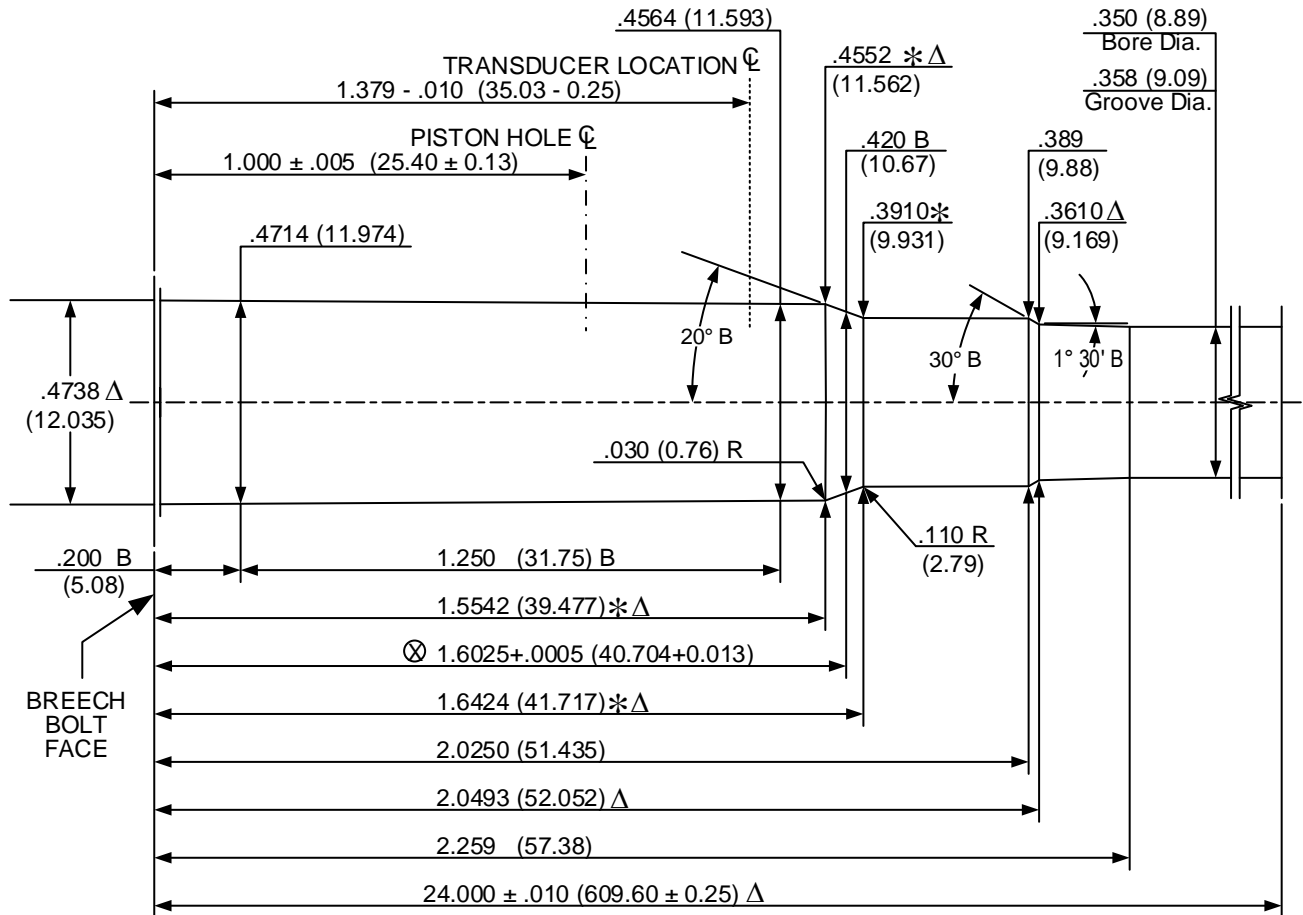 .4564 (11.593)
.350 (8.89)
Bore Dia.
.358 (9.09)
Groove Dia.
.4552 ✻ Δ
(11.562)
TRANSDUCER LOCATION ℄
1.379 - .010 (35.03 - 0.25)
PISTON HOLE ℄
1.000 ± .005 (25.40 ± 0.13)
.420 B
(10.67)
.389
(9.88)
.3910✻
(9.931)
.3610 Δ
(9.169)
.4714 (11.974)
20° B
30° B
1° 30' B
.4738 Δ
(12.035)
.030 (0.76) R
.110 R
(2.79)
.200 B
(5.08)
1.250 (31.75) B
1.5542 (39.477)✻ Δ
ⓧ 1.6025+.0005 (40.704+0.013)
1.6424 (41.717)✻ Δ
BREECH
BOLT
FACE
2.0250 (51.435)
2.0493 (52.052) Δ
2.259 (57.38)
24.000 ± .010 (609.60 ± 0.25) Δ